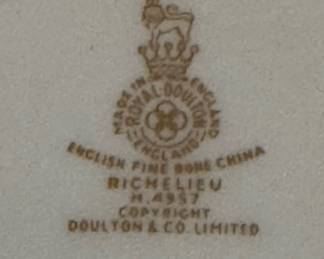 MADE IN ENGLAND
ROYAL·DOULTON
ENGLAND
ENGLISH FINE BONE CHINA
RICHELIEU
H.4957
COPYRIGHT
DOULTON & CO. LIMITED